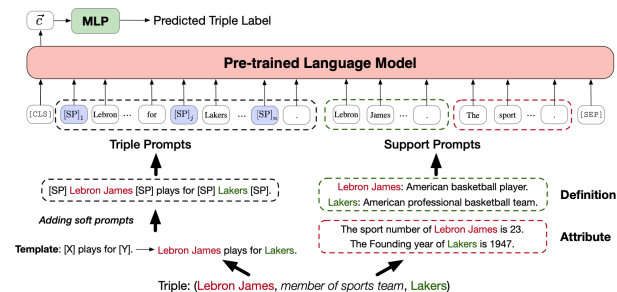 c MLP Predicted Triple Label
Pre-trained Language Model
[CLS] [SP]1 Lebron ... for [SP]j Lakers ... [SP]n . Lebron James ... . The sport ... . [SEP]
Triple Prompts Support Prompts
[SP] Lebron James [SP] plays for [SP] Lakers [SP].
Lebron James: American basketball player.
Lakers: American professional basketball team.
Definition
Adding soft prompts
The sport number of Lebron James is 23.
The Founding year of Lakers is 1947.
Attribute
Template: [X] plays for [Y]. Lebron James plays for Lakers.
Triple: (Lebron James, member of sports team, Lakers)